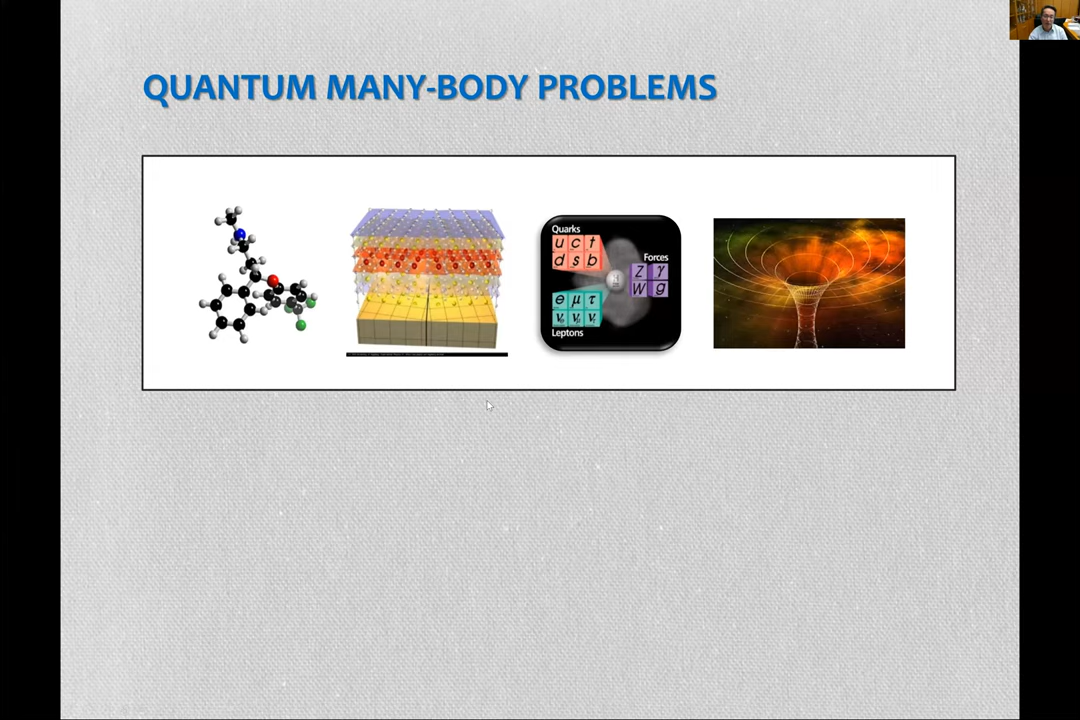 QUANTUM MANY-BODY PROBLEMS
Quarks
u c t
d s b
Forces
Z γ
W g
e μ τ
Leptons